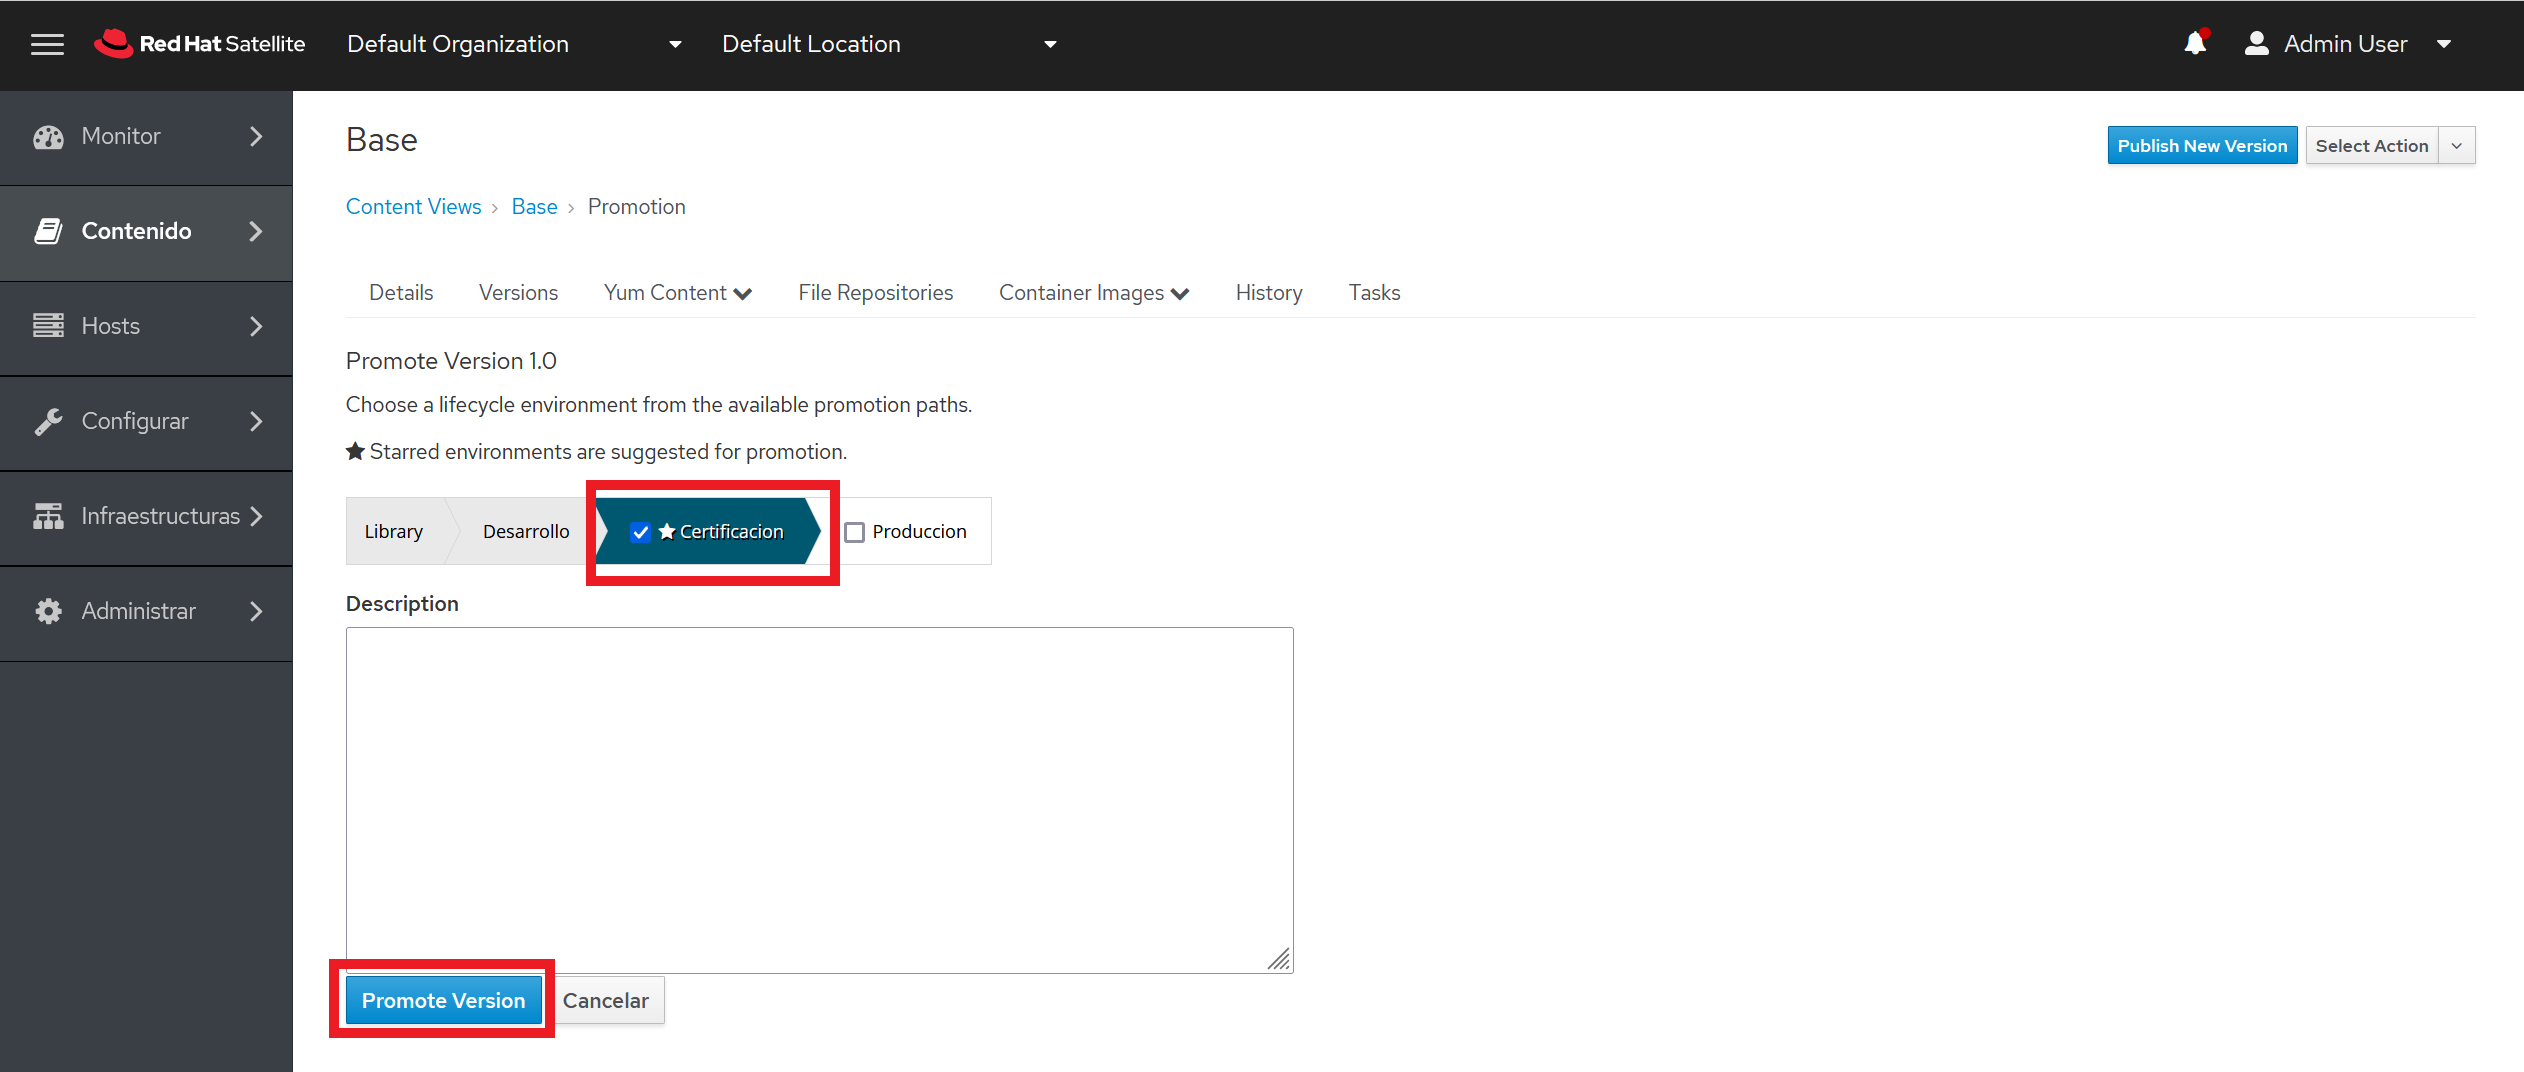 Red Hat Satellite Default Organization Default Location Admin User
Monitor
Contenido
Hosts
Configurar
Infraestructuras
Administrar
Base
Publish New Version Select Action
Content Views › Base › Promotion
Details Versions Yum Content File Repositories Container Images History Tasks
Promote Version 1.0
Choose a lifecycle environment from the available promotion paths.
★ Starred environments are suggested for promotion.
Library Desarrollo ★ Certificacion Produccion
Description
Promote Version Cancelar